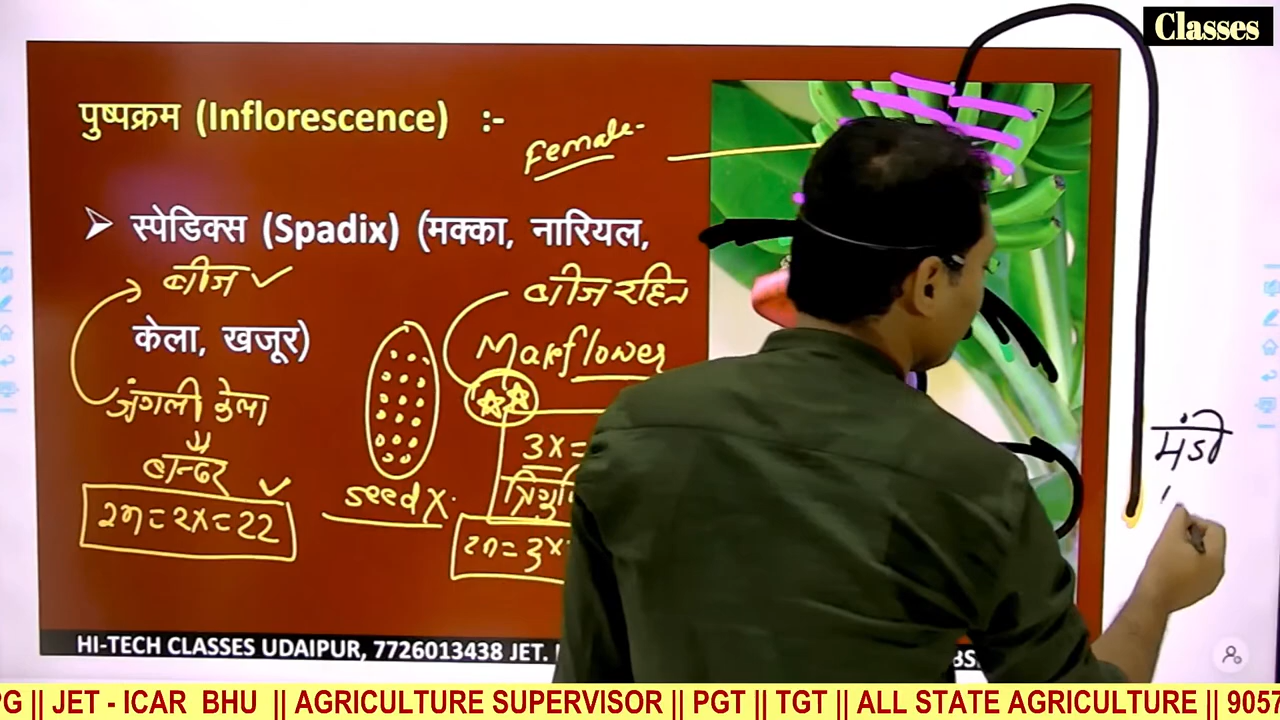 Classes
पुष्पक्रम (Inflorescence) :-
Female-
स्पेडिक्स (Spadix) (मक्का, नारियल,
बीज ✓
बीज रहित
केला, खजूर)
Male flower
जंगली केला
3x=
बन्दर
त्रिगु
seed x.
2n=2x=22
2n=3x
मंडी
HI-TECH CLASSES UDAIPUR, 7726013438 JET.
PG || JET - ICAR BHU || AGRICULTURE SUPERVISOR || PGT || TGT || ALL STATE AGRICULTURE || 9057